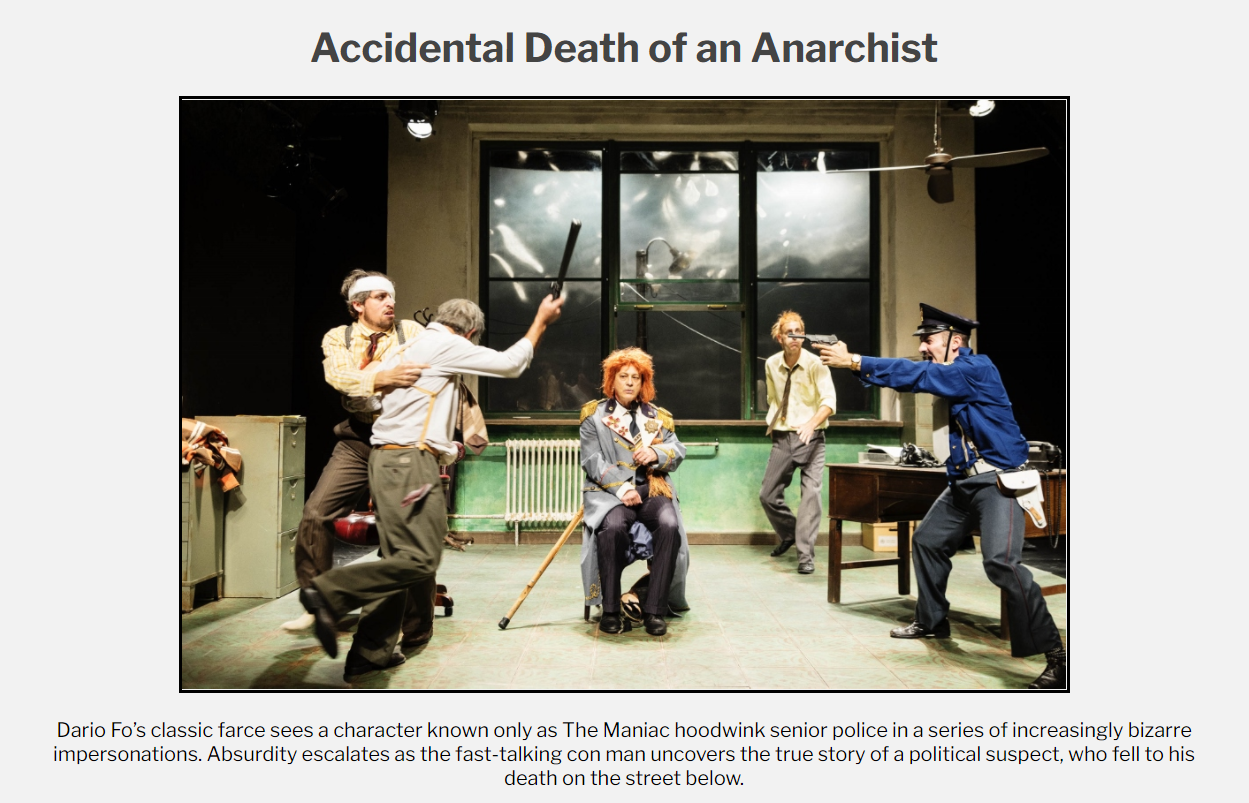 Accidental Death of an Anarchist
Dario Fo’s classic farce sees a character known only as The Maniac hoodwink senior police in a series of increasingly bizarre
impersonations. Absurdity escalates as the fast-talking con man uncovers the true story of a political suspect, who fell to his
death on the street below.